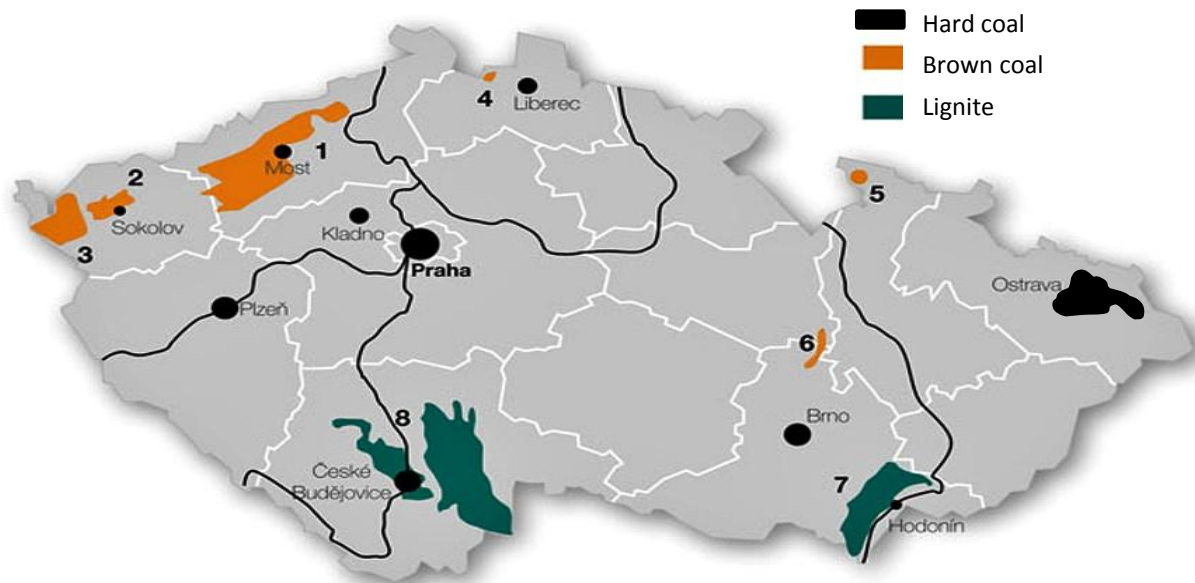 Hard coal
Brown coal
Lignite
4
Liberec
1
Most
2
Sokolov
3
5
Kladno
Praha
Ostrava
Plzeň
6
8
Brno
České
Budějovice
7
Hodonín